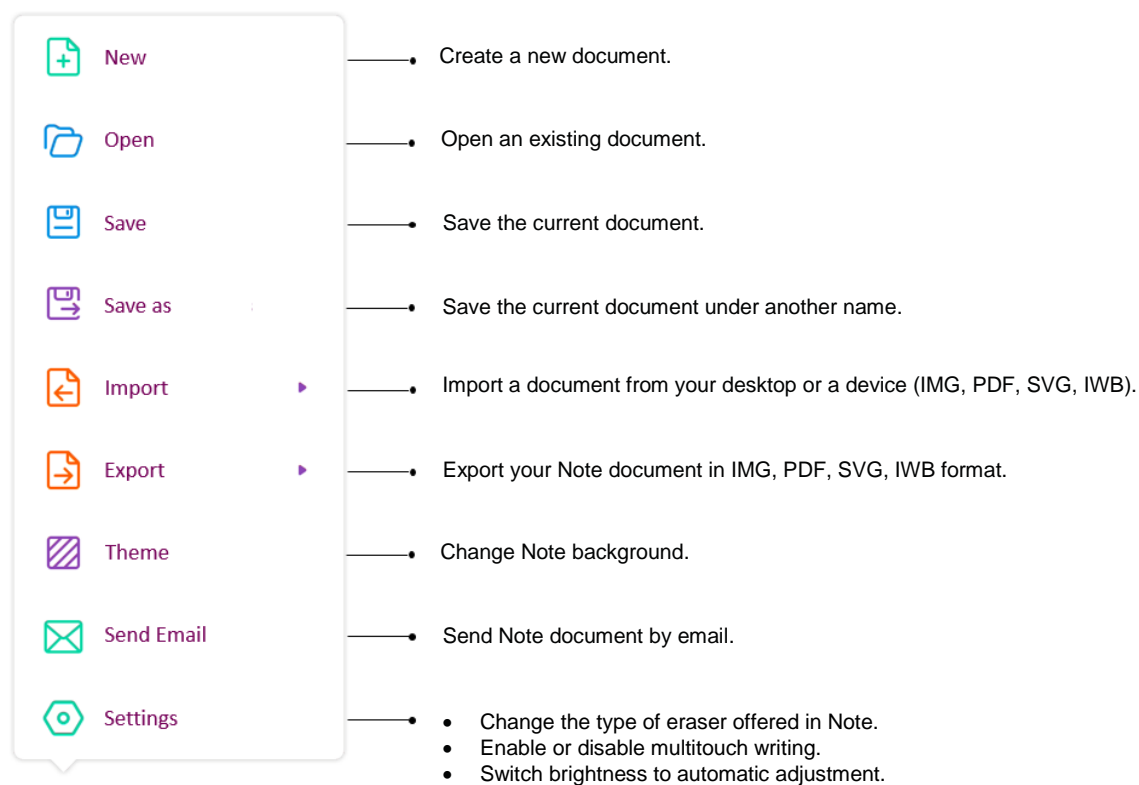 New
Create a new document.
Open
Open an existing document.
Save
Save the current document.
Save as
Save the current document under another name.
Import
Import a document from your desktop or a device (IMG, PDF, SVG, IWB).
Export
Export your Note document in IMG, PDF, SVG, IWB format.
Theme
Change Note background.
Send Email
Send Note document by email.
Settings
• Change the type of eraser offered in Note.
• Enable or disable multitouch writing.
• Switch brightness to automatic adjustment.